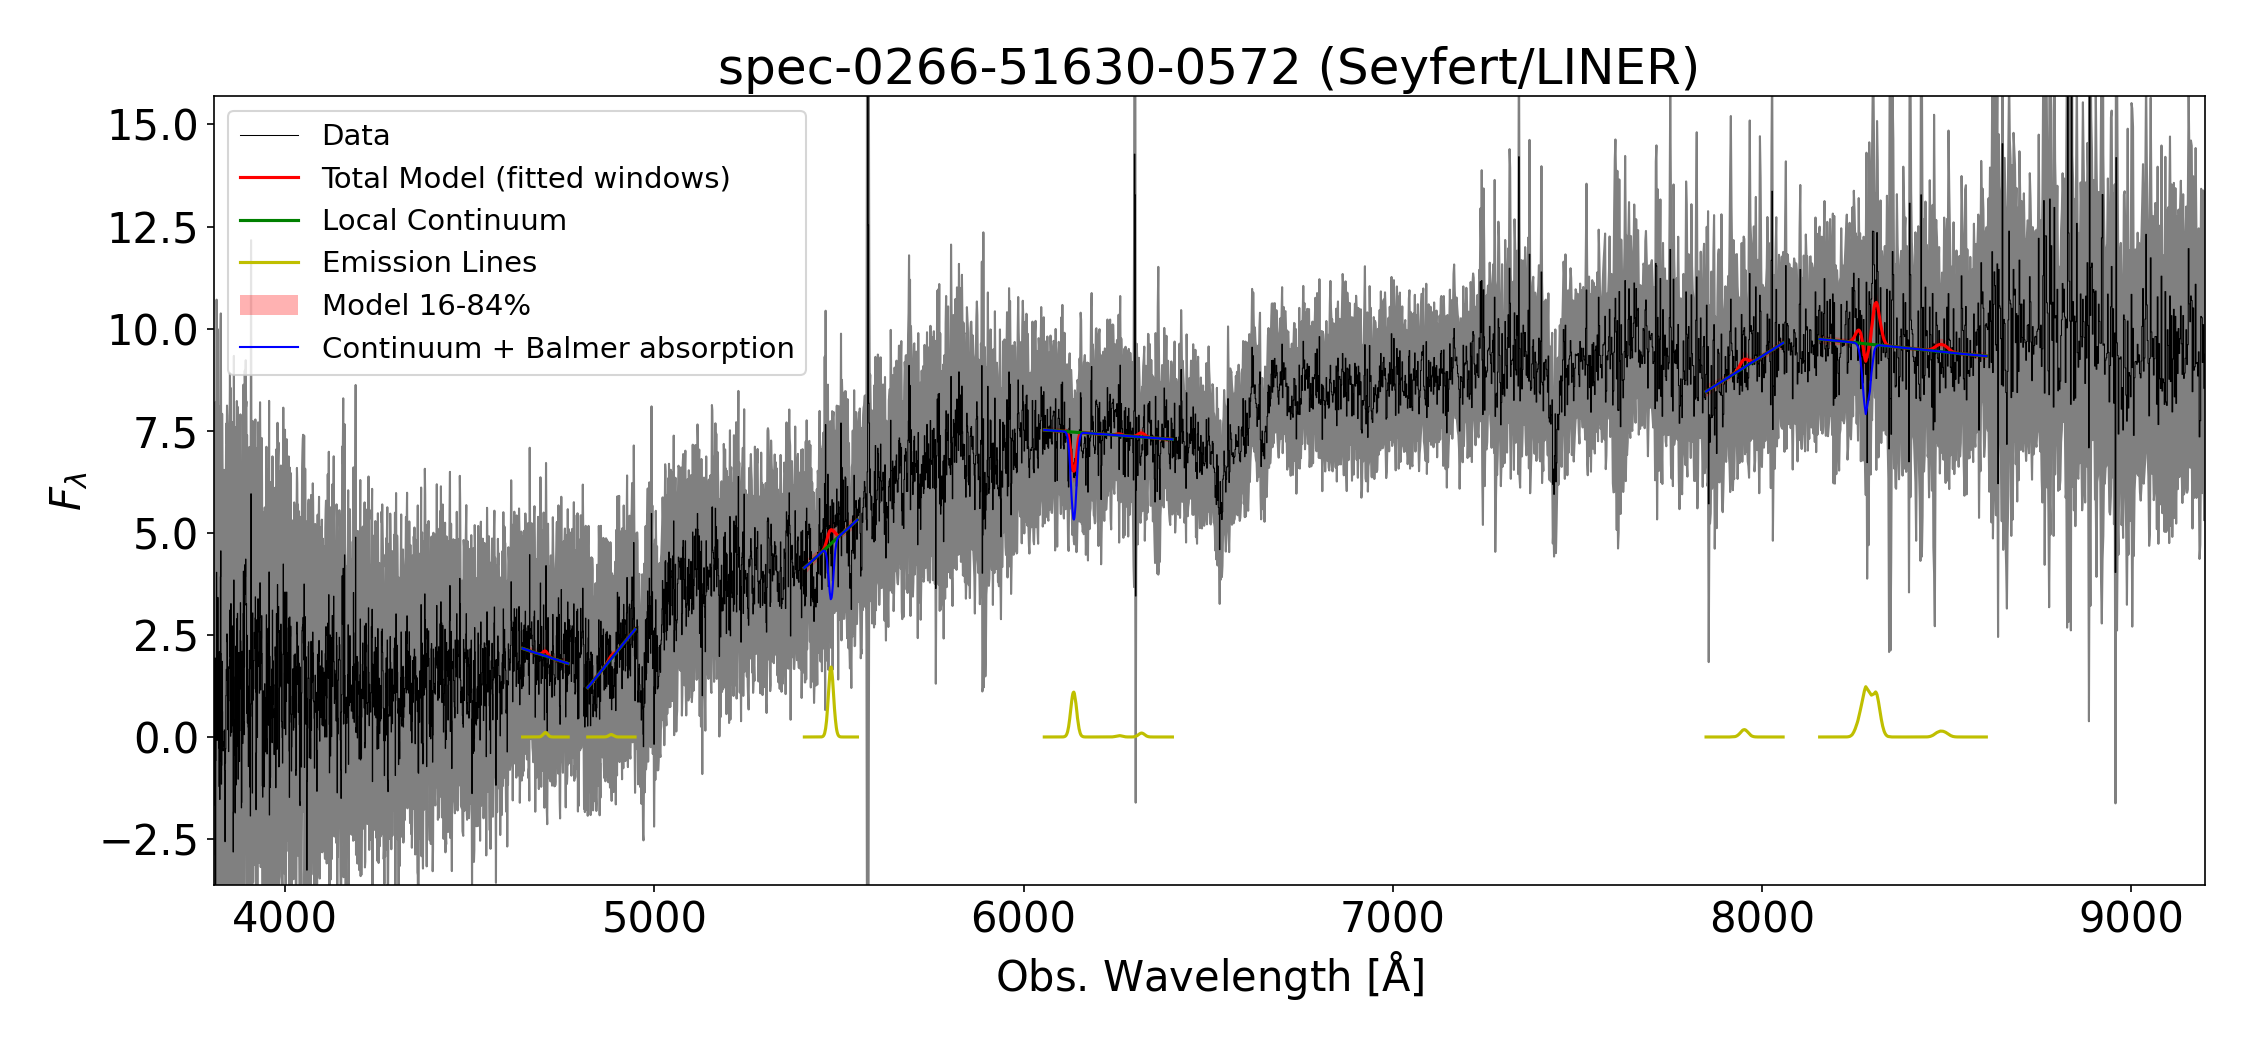 spec-0266-51630-0572 (Seyfert/LINER)
15.0
12.5
10.0
7.5
5.0
2.5
0.0
−2.5
Fλ
Data
Total Model (fitted windows)
Local Continuum
Emission Lines
Model 16-84%
Continuum + Balmer absorption
4000 5000 6000 7000 8000 9000
Obs. Wavelength [Å]